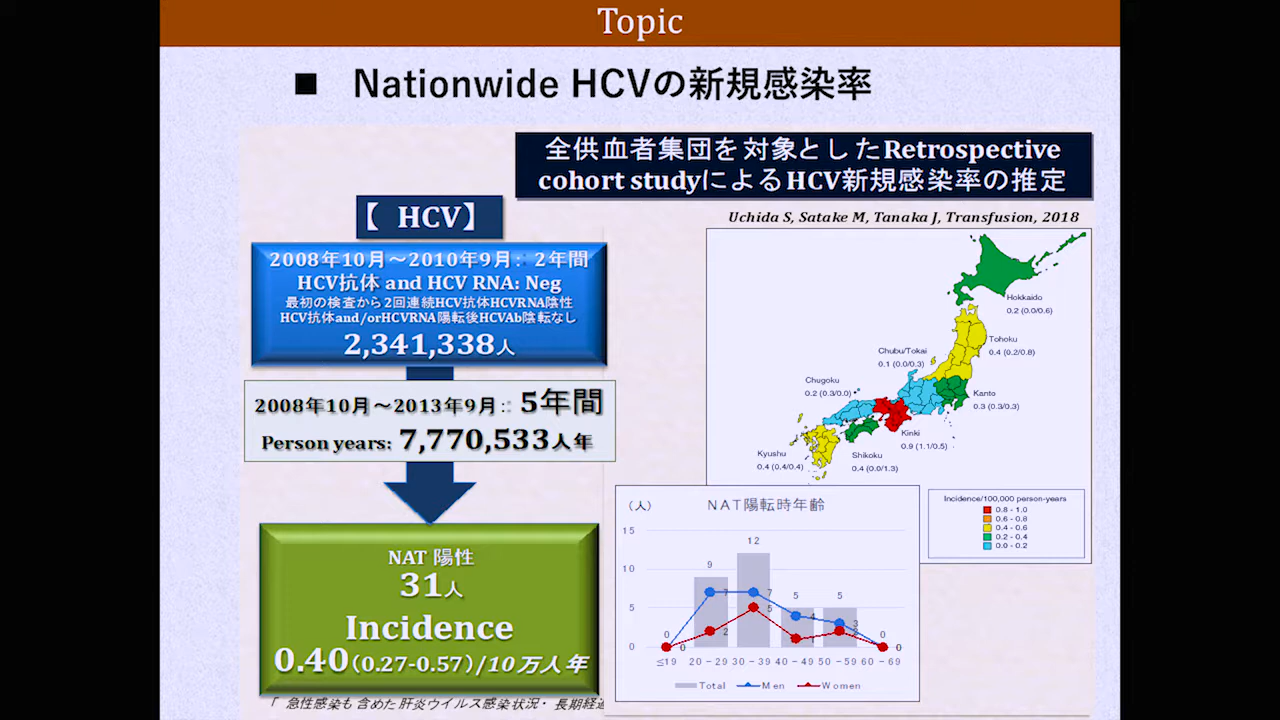 Topic
■ Nationwide HCVの新規感染率
全供血者集団を対象としたRetrospective
cohort studyによるHCV新規感染率の推定
Uchida S, Satake M, Tanaka J, Transfusion, 2018
【 HCV】
2008年10月～2010年9月：2年間
HCV抗体 and HCV RNA: Neg
最初の検査から2回連続HCV抗体HCVRNA陰性
HCV抗体and/orHCVRNA陽転後HCVAb陰転なし
2,341,338人
2008年10月～2013年9月：5年間
Person years: 7,770,533人年
NAT 陽性
31人
Incidence
0.40（0.27-0.57）/10万人年
「 急性感染も含めた肝炎ウイルス感染状況・長期経過
Hokkaido
0.2 (0.0/0.6)
Tohoku
0.4 (0.2/0.8)
Chubu/Tokai
0.1 (0.0/0.3)
Chugoku
0.2 (0.3/0.0)
Kanto
0.3 (0.3/0.3)
Kinki
0.9 (1.1/0.5)
Kyushu
0.4 (0.4/0.4)
Shikoku
0.4 (0.0/1.3)
Incidence/100,000 person-years
0.8 - 1.0
0.6 - 0.8
0.4 - 0.6
0.2 - 0.4
0.0 - 0.2
（人） NAT陽転時年齢
15
10
5
0
0 9 12 5 5 0
7 7 4 3
0 2 5 1 2 0
≦19 20－29 30－39 40－49 50－59 60－69
Total Men Women